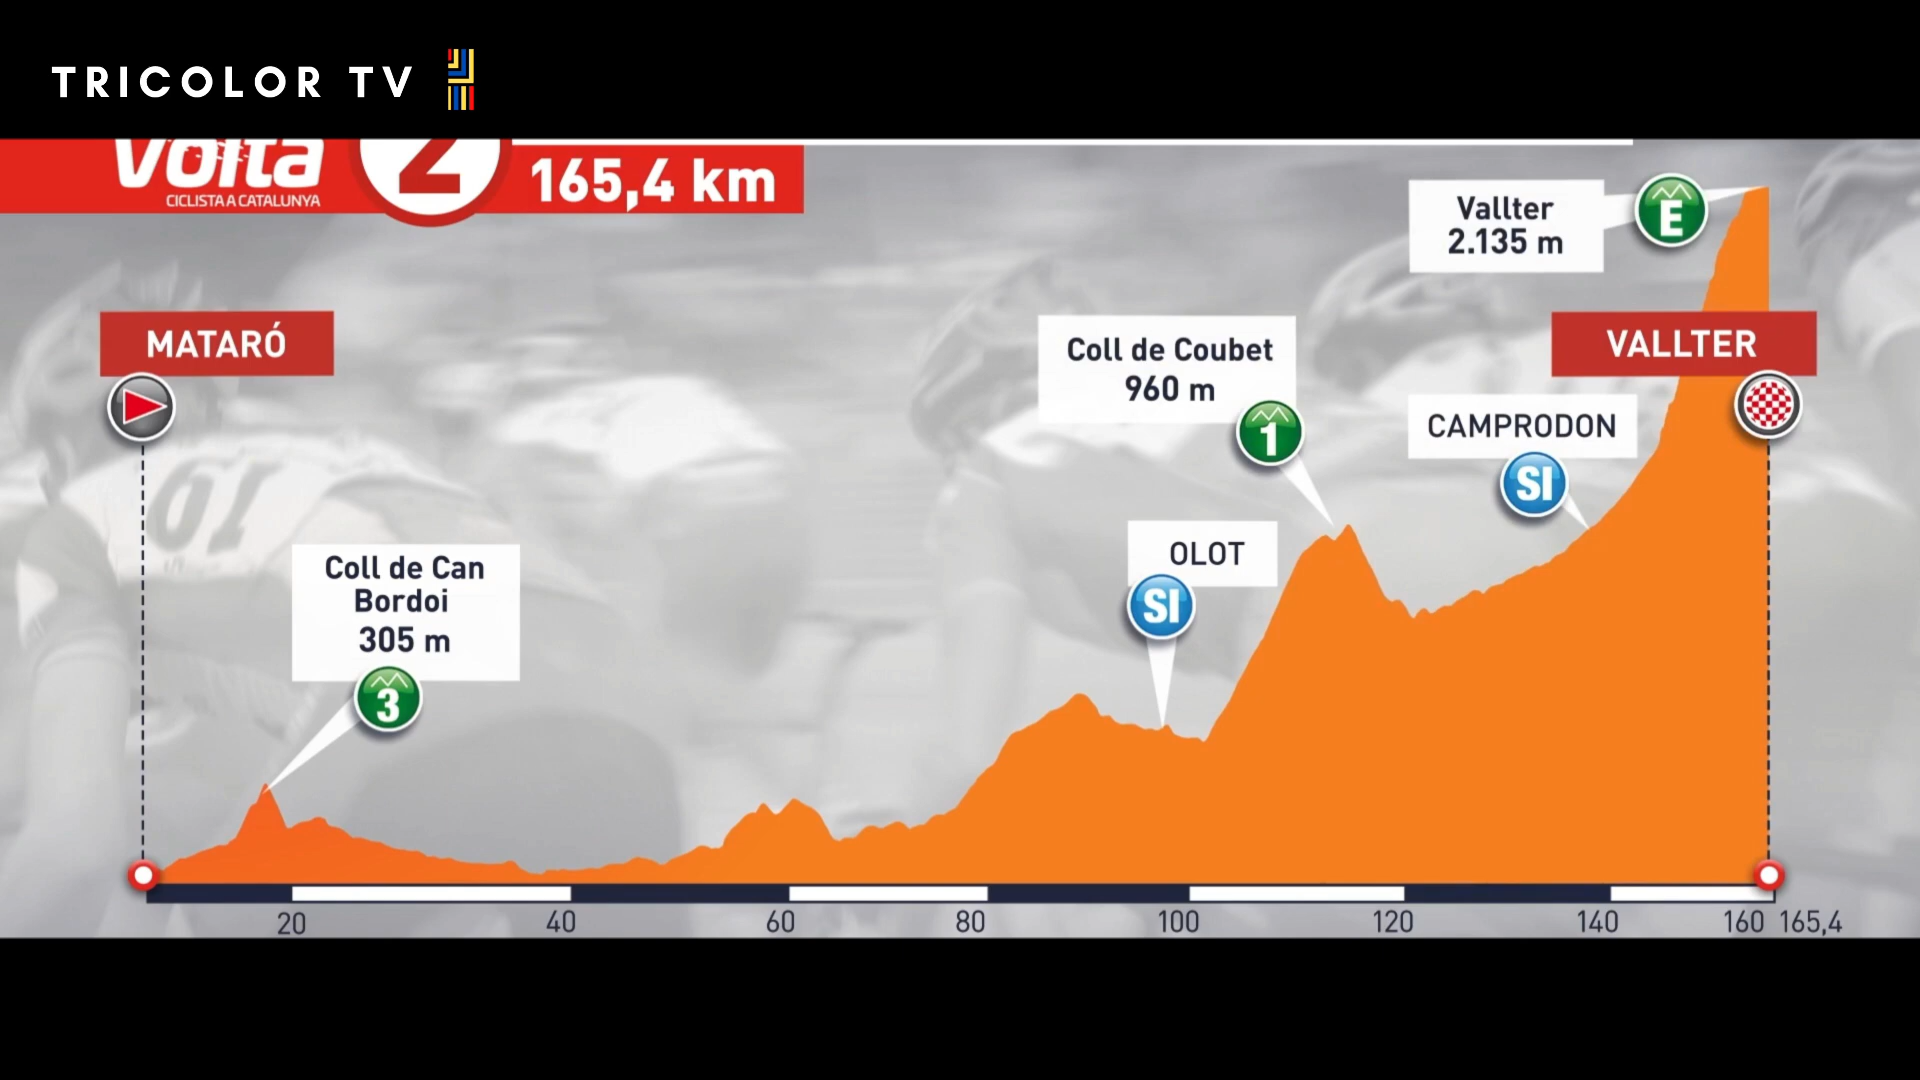 TRICOLOR TV
Volta
CICLISTA A CATALUNYA
2
165,4 km
Vallter
2.135 m
E
MATARÓ
VALLTER
Coll de Coubet
960 m
1
CAMPRODON
SI
OLOT
SI
Coll de Can
Bordoi
305 m
3
20 40 60 80 100 120 140 160 165,4